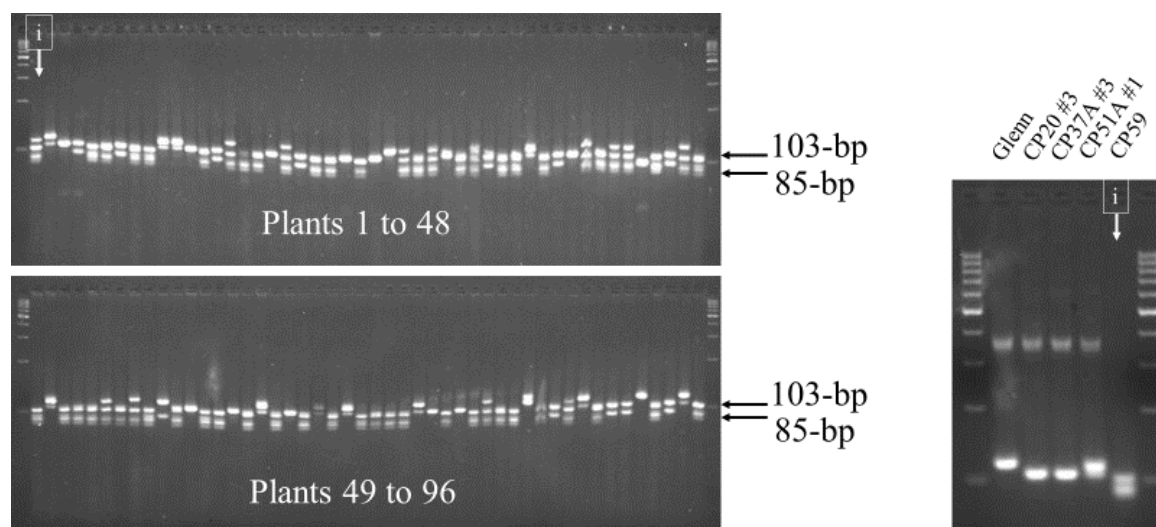 i
103-bp
85-bp
Plants 1 to 48
103-bp
85-bp
Plants 49 to 96
Glenn
CP20 #3
CP37A #3
CP51A #1
CP59
i